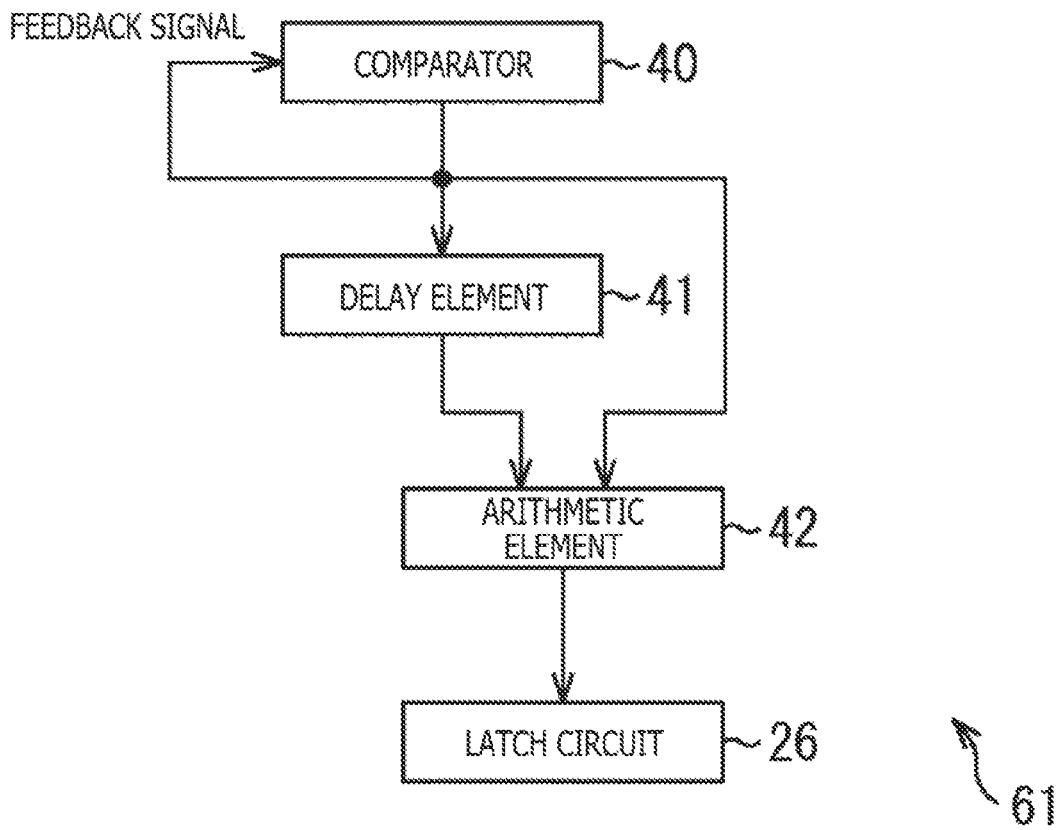 FEEDBACK SIGNAL
COMPARATOR
40
DELAY ELEMENT
41
ARITHMETIC
ELEMENT
42
LATCH CIRCUIT
26
61